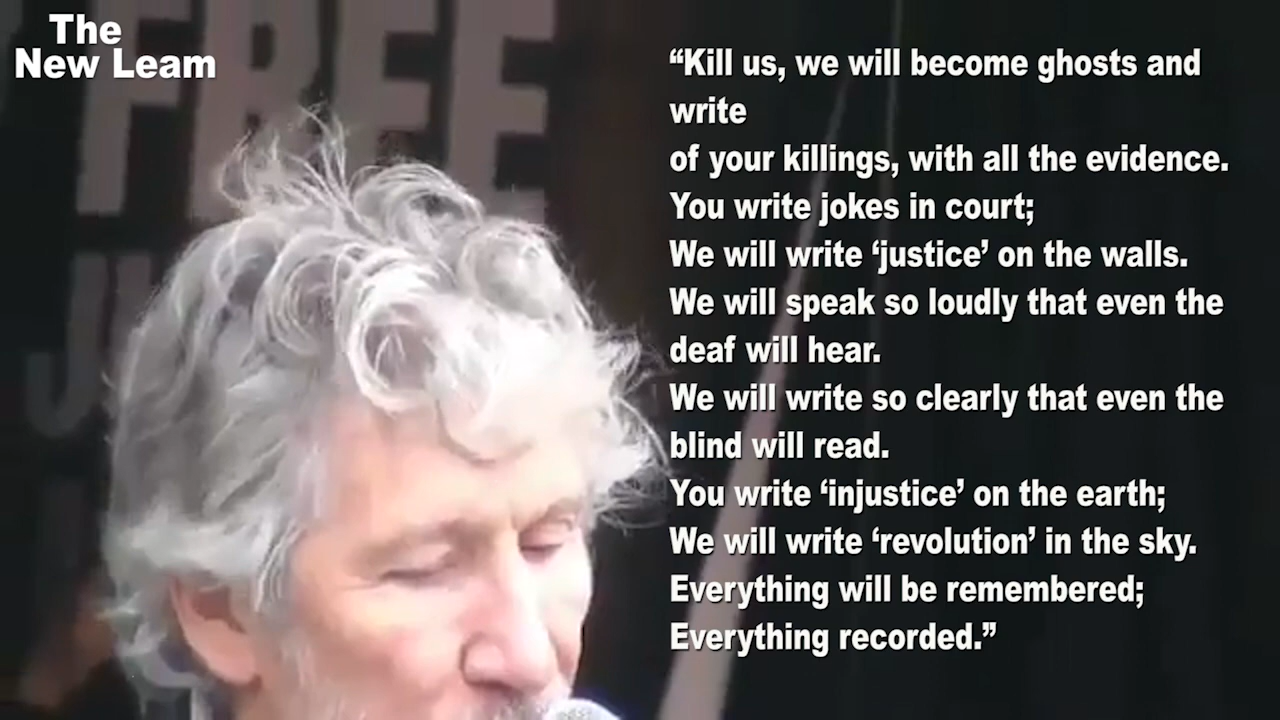 The
New Leam
FREE
“Kill us, we will become ghosts and
write
of your killings, with all the evidence.
You write jokes in court;
We will write ‘justice’ on the walls.
We will speak so loudly that even the
deaf will hear.
We will write so clearly that even the
blind will read.
You write ‘injustice’ on the earth;
We will write ‘revolution’ in the sky.
Everything will be remembered;
Everything recorded.”